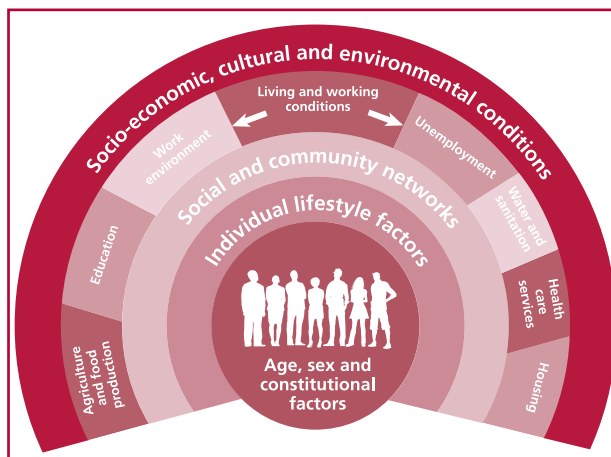 Socio-economic, cultural and environmental conditions
Living and working
conditions
Work
environment
Unemployment
Social and community networks
Water and
sanitation
Education
Individual lifestyle factors
Health
care
services
Agriculture
and food
production
Housing
Age, sex and
constitutional
factors